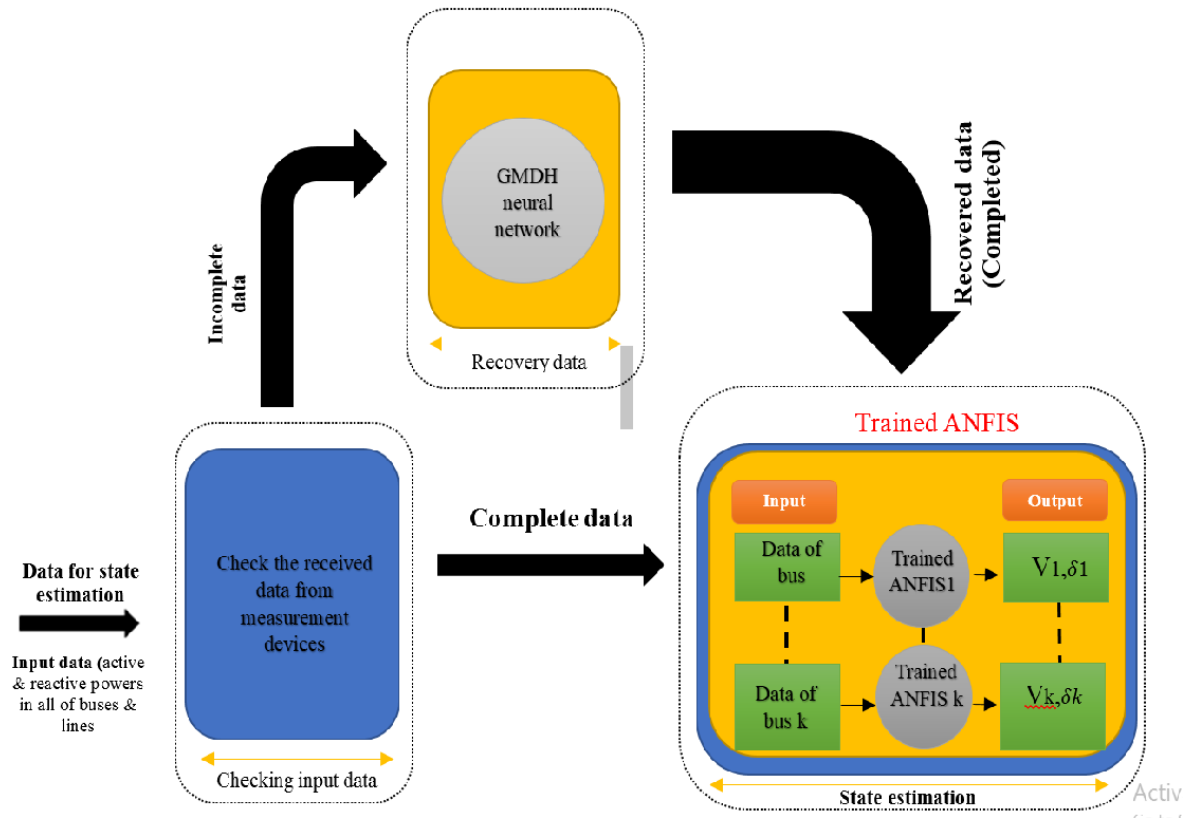 GMDH
neural
network
Recovery data
Incomplete
data
Recovered data
(Completed)
Data for state
estimation
Input data (active
& reactive powers
in all of buses &
lines
Check the received
data from
measurement
devices
Checking input data
Complete data
Trained ANFIS
Input
Output
Data of
bus
Trained
ANFIS1
V1,δ1
Data of
bus k
Trained
ANFIS k
Vk,δk
State estimation
Activ